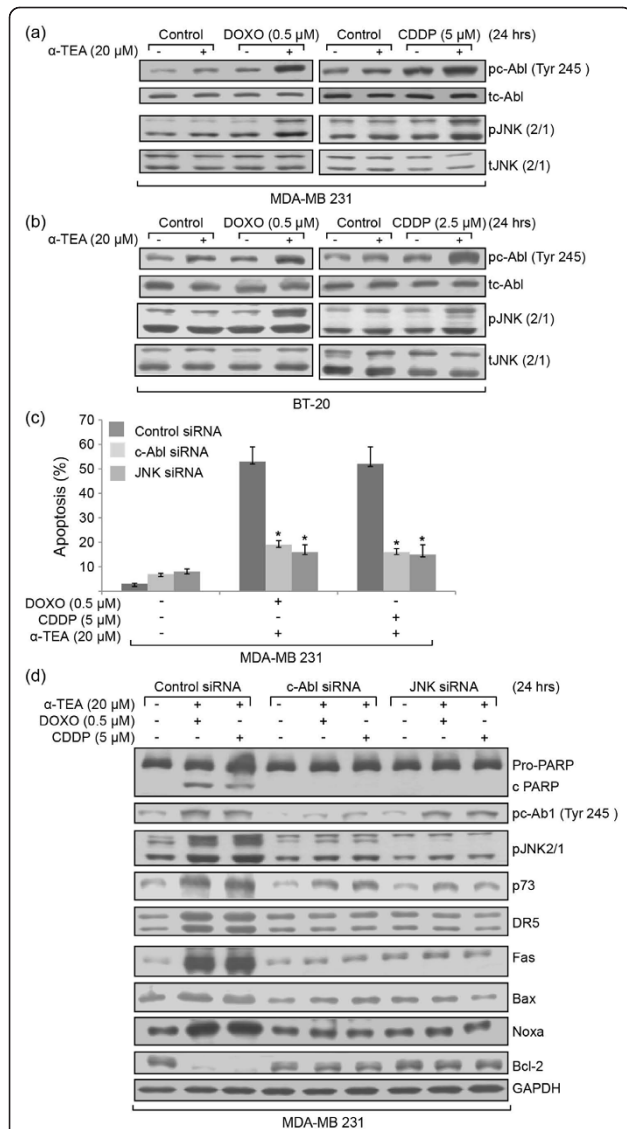 (a) Control DOXO (0.5 µM) Control CDDP (5 µM) (24 hrs)
α-TEA (20 µM) - + - + - + - +
pc-Abl (Tyr 245 )
tc-Abl
pJNK (2/1)
tJNK (2/1)
MDA-MB 231
(b) Control DOXO (0.5 µM) Control CDDP (2.5 µM) (24 hrs)
α-TEA (20 µM) - + - + - + - +
pc-Abl (Tyr 245)
tc-Abl
pJNK (2/1)
tJNK (2/1)
BT-20
(c)
70
60
50
40
30
20
10
Apoptosis (%)
Control siRNA
c-Abl siRNA
JNK siRNA
* * * *
DOXO (0.5 µM) - + -
CDDP (5 µM) - - +
α-TEA (20 µM) - + +
MDA-MB 231
(d) Control siRNA c-Abl siRNA JNK siRNA (24 hrs)
α-TEA (20 µM) - + + - + + - + +
DOXO (0.5 µM) - + - - + - - + -
CDDP (5 µM) - - + - - + - - +
Pro-PARP
c PARP
pc-Ab1 (Tyr 245 )
pJNK2/1
p73
DR5
Fas
Bax
Noxa
Bcl-2
GAPDH
MDA-MB 231